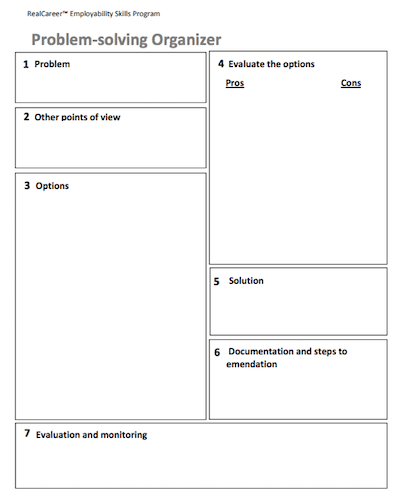 RealCareer™ Employability Skills Program
Problem-solving Organizer
1 Problem
2 Other points of view
3 Options
4 Evaluate the options
Pros Cons
5 Solution
6 Documentation and steps to
emendation
7 Evaluation and monitoring